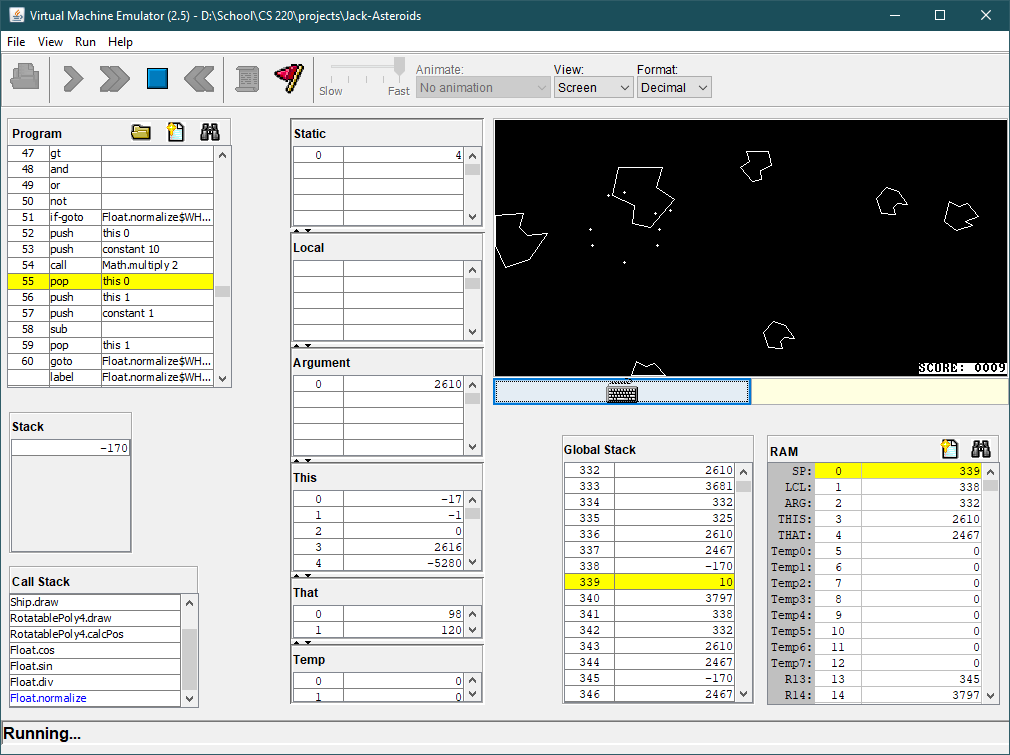 Virtual Machine Emulator (2.5) - D:\School\CS 220\projects\Jack-Asteroids
File View Run Help
Slow Fast
Animate:
No animation
View:
Screen
Format:
Decimal
Program
47 gt
48 and
49 or
50 not
51 if-goto Float.normalize$WH...
52 push this 0
53 push constant 10
54 call Math.multiply 2
55 pop this 0
56 push this 1
57 push constant 1
58 sub
59 pop this 1
60 goto Float.normalize$WH...
label Float.normalize$WH...
Stack
-170
Call Stack
Ship.draw
RotatablePoly4.draw
RotatablePoly4.calcPos
Float.cos
Float.sin
Float.div
Float.normalize
Static
0 4
Local
Argument
0 2610
This
0 -17
1 -1
2 0
3 2616
4 -5280
That
0 98
1 120
Temp
0 0
1 0
SCORE: 0009
Global Stack
332 2610
333 3681
334 332
335 325
336 2610
337 2467
338 -170
339 10
340 3797
341 338
342 332
343 2610
344 2467
345 -170
346 2467
RAM
SP: 0 339
LCL: 1 338
ARG: 2 332
THIS: 3 2610
THAT: 4 2467
Temp0: 5 0
Temp1: 6 0
Temp2: 7 0
Temp3: 8 0
Temp4: 9 0
Temp5: 10 0
Temp6: 11 0
Temp7: 12 0
R13: 13 345
R14: 14 3797
Running...